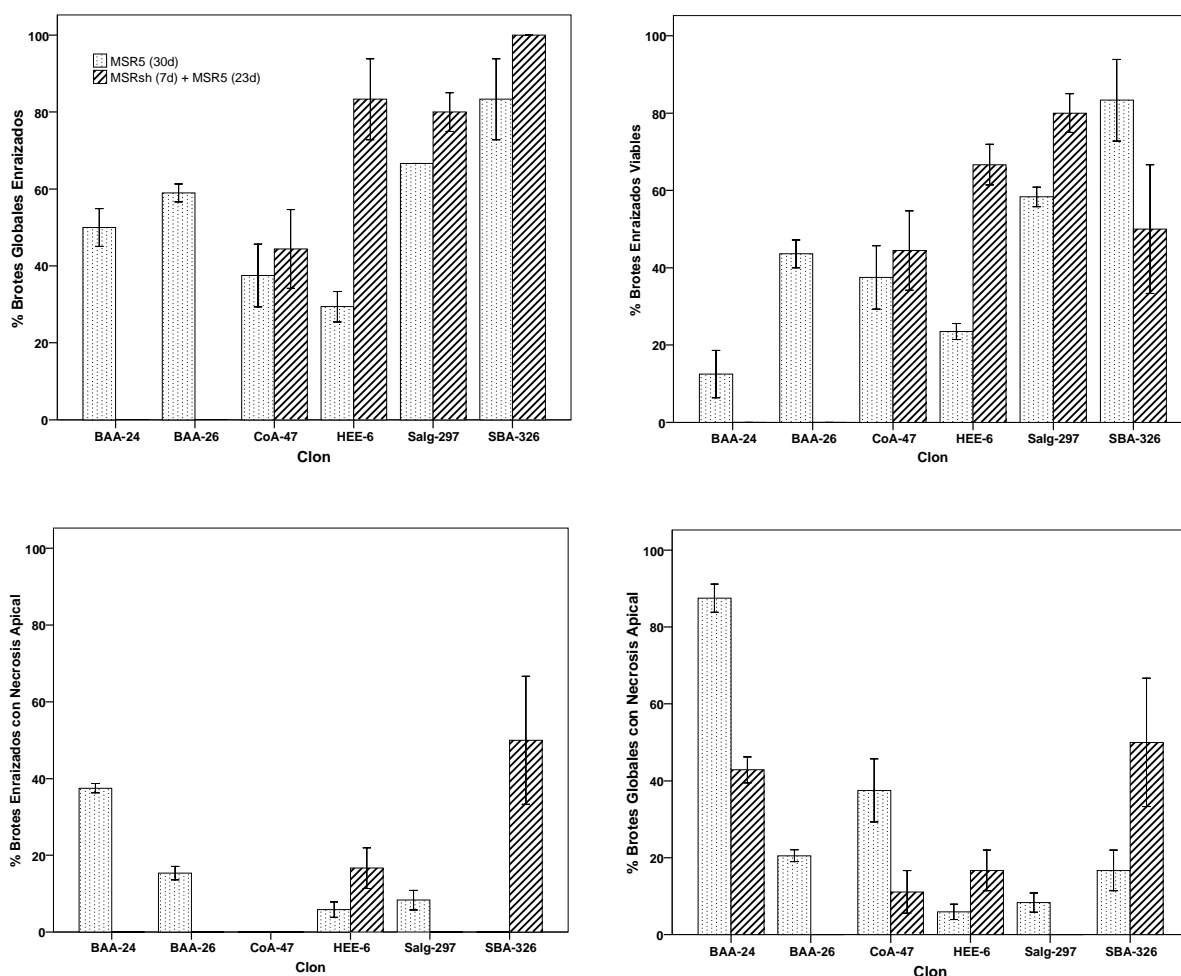 % Brotes Globales Enraizados
100
80
60
40
20
0
MSR5 (30d)
MSRsh (7d) + MSR5 (23d)
BAA-24 BAA-26 CoA-47 HEE-6 Salg-297 SBA-326
Clon
% Brotes Enraizados Viables
100
80
60
40
20
0
BAA-24 BAA-26 CoA-47 HEE-6 Salg-297 SBA-326
Clon
% Brotes Enraizados con Necrosis Apical
100
80
60
40
20
0
BAA-24 BAA-26 CoA-47 HEE-6 Salg-297 SBA-326
Clon
% Brotes Globales con Necrosis Apical
100
80
60
40
20
0
BAA-24 BAA-26 CoA-47 HEE-6 Salg-297 SBA-326
Clon